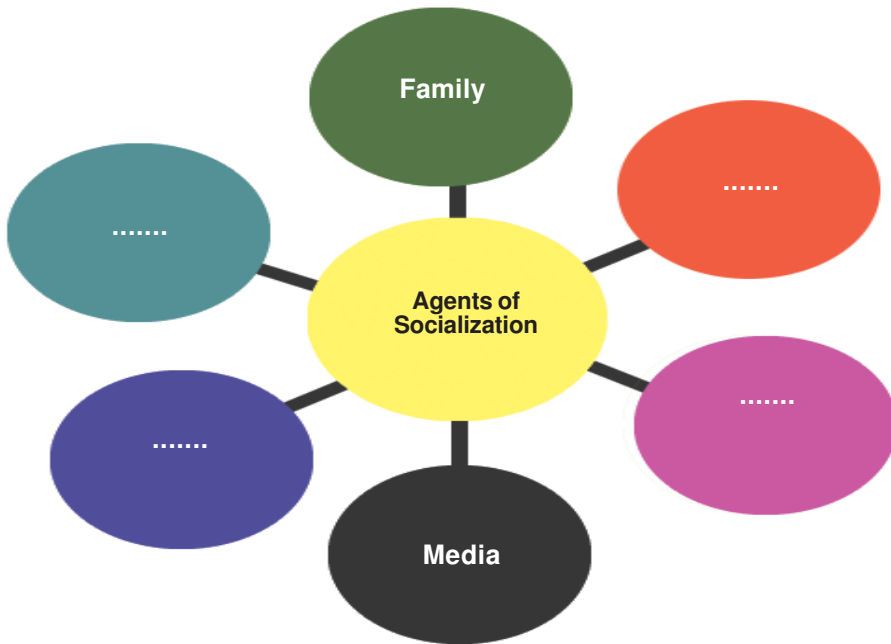 Family
.......
.......
Agents of
Socialization
.......
.......
Media